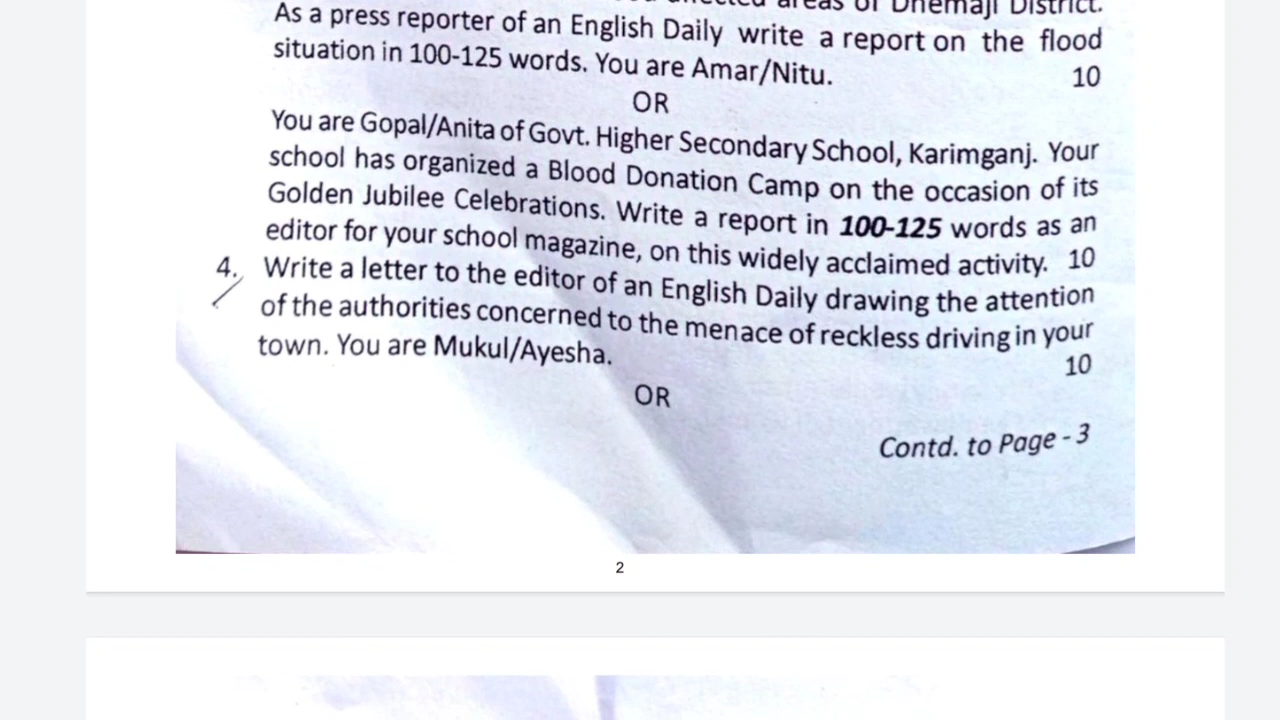 areas of Dhemaji District.
As a press reporter of an English Daily write a report on the flood
situation in 100-125 words. You are Amar/Nitu. 10
OR
You are Gopal/Anita of Govt. Higher Secondary School, Karimganj. Your
school has organized a Blood Donation Camp on the occasion of its
Golden Jubilee Celebrations. Write a report in 100-125 words as an
editor for your school magazine, on this widely acclaimed activity. 10
4. Write a letter to the editor of an English Daily drawing the attention
of the authorities concerned to the menace of reckless driving in your
town. You are Mukul/Ayesha.
10
OR
Contd. to Page - 3
2